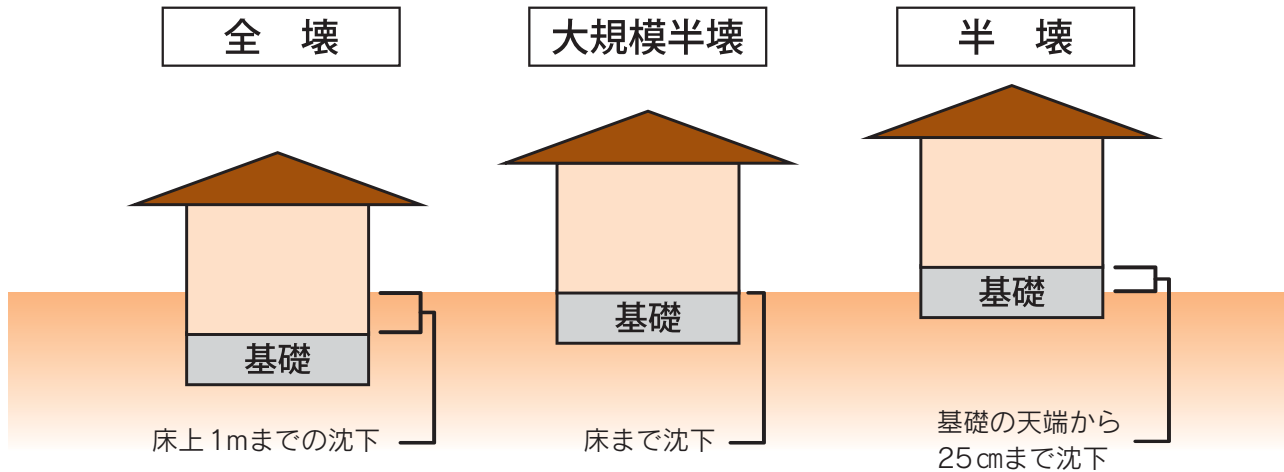 全　壊
大規模半壊
半　壊
基礎
基礎
基礎
床上1mまでの沈下
床まで沈下
基礎の天端から
25㎝まで沈下